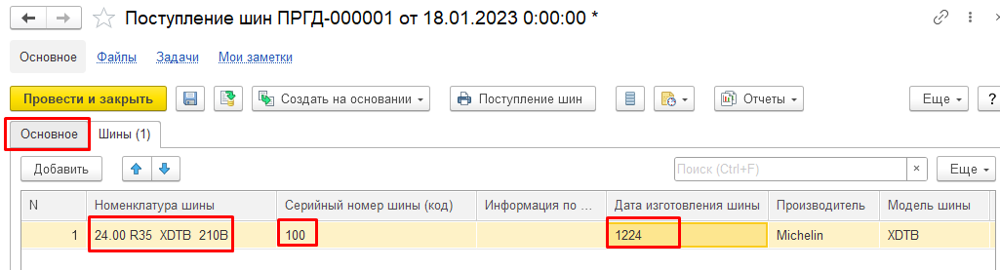 Поступление шин ПРГД-000001 от 18.01.2023 0:00:00 *
Основное Файлы Задачи Мои заметки
Провести и закрыть Создать на основании Поступление шин Отчеты Еще ?
Основное Шины (1)
Добавить Поиск (Ctrl+F) × Еще
N Номенклатура шины Серийный номер шины (код) Информация по ... Дата изготовления шины Производитель Модель шины
1 24.00 R35 XDTB 210B 100 1224 Michelin XDTB